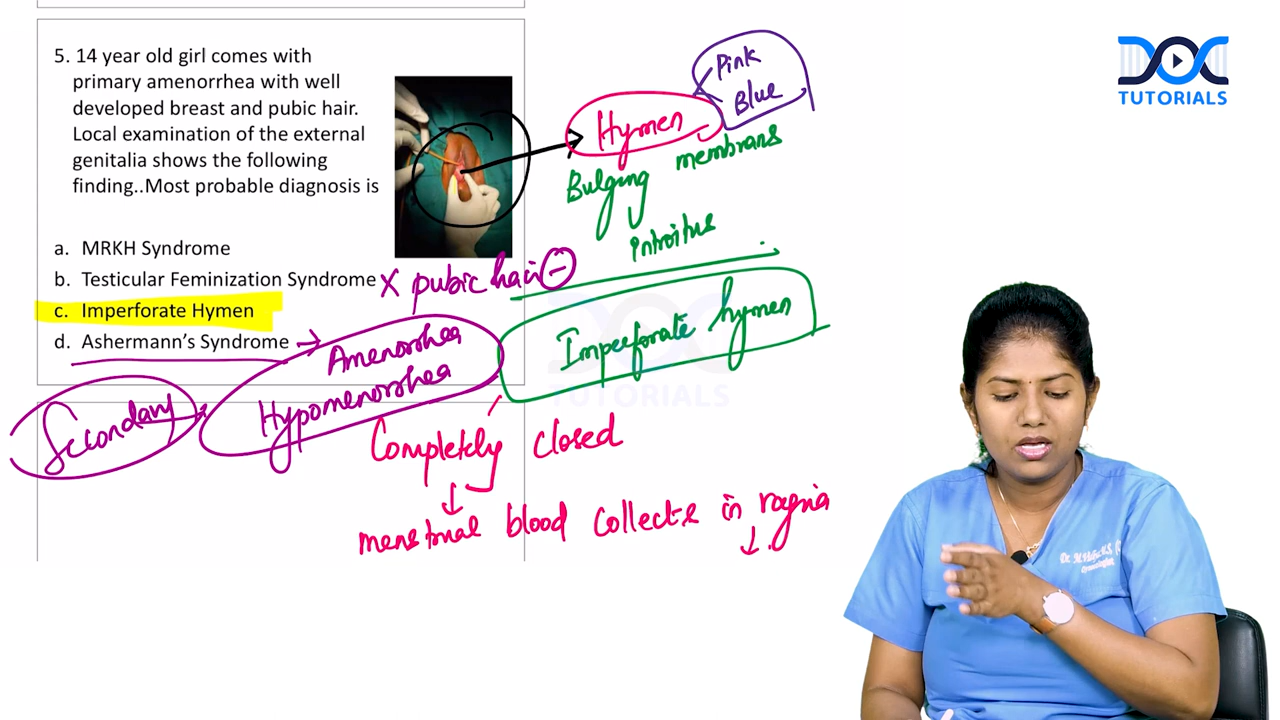 5. 14 year old girl comes with
primary amenorrhea with well
developed breast and pubic hair.
Local examination of the external
genitalia shows the following
finding..Most probable diagnosis is
a. MRKH Syndrome
b. Testicular Feminization Syndrome
c. Imperforate Hymen
d. Ashermann's Syndrome
Pink
Blue
Hymen
Bulging membrans
introitus
X pubic hair -
Imperforate hymen
Amenorrhea
Hypomenorrhea
Secondary
Completely closed
menstrual blood collects in vagina
DOC
TUTORIALS
TUTORIALS